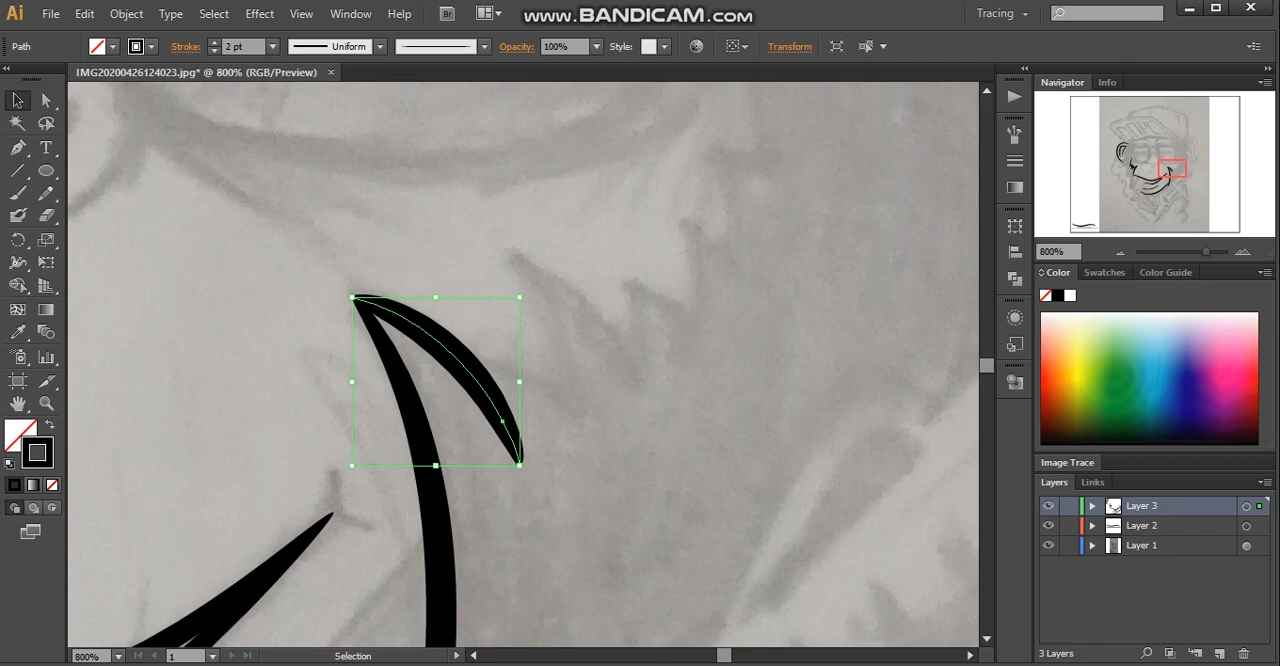 Ai File Edit Object Type Select Effect View Window Help Br www.BANDICAM.com Tracing
Path Stroke: 2 pt Uniform Opacity: 100% Style: Transform
IMG20200426124023.jpg* @ 800% (RGB/Preview) ×
Navigator Info
800%
Color Swatches Color Guide
Image Trace
Layers Links
Layer 3
Layer 2
Layer 1
3 Layers
800% 1 Selection